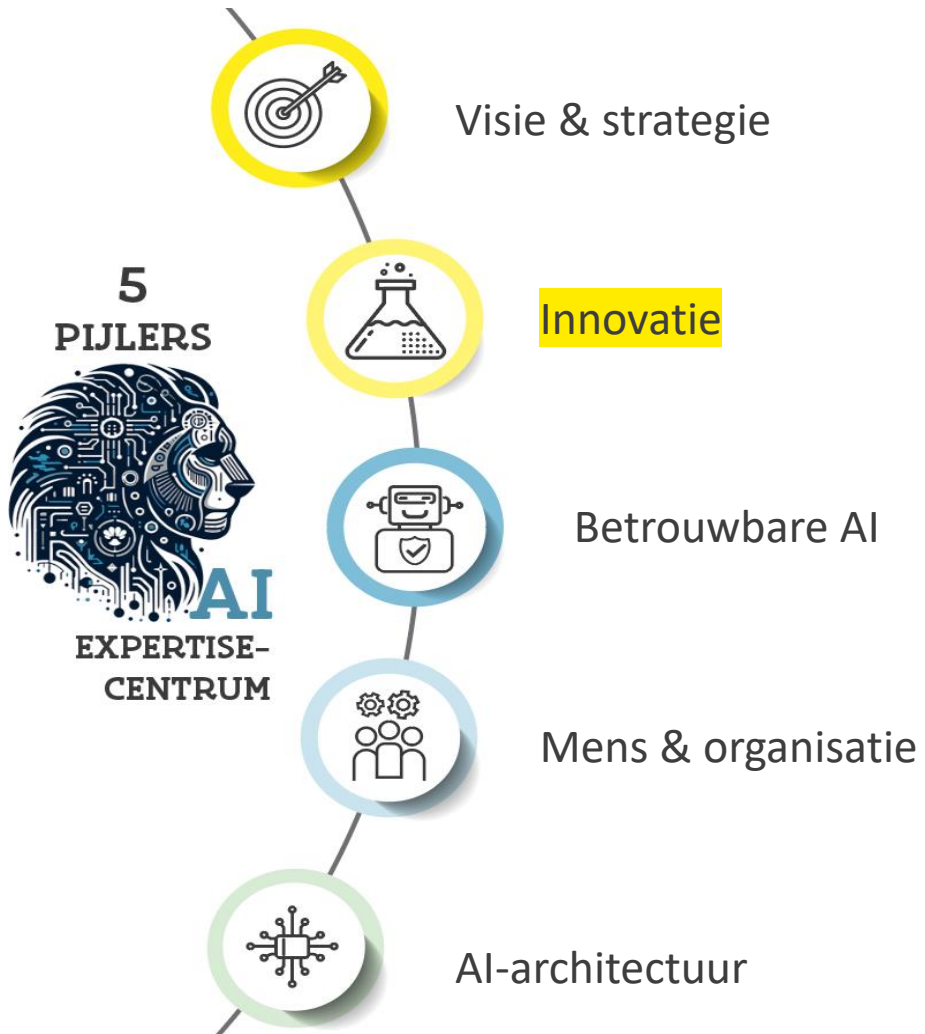 5
PIJLERS
AI
EXPERTISE-
CENTRUM
Visie & strategie
Innovatie
Betrouwbare AI
Mens & organisatie
AI-architectuur